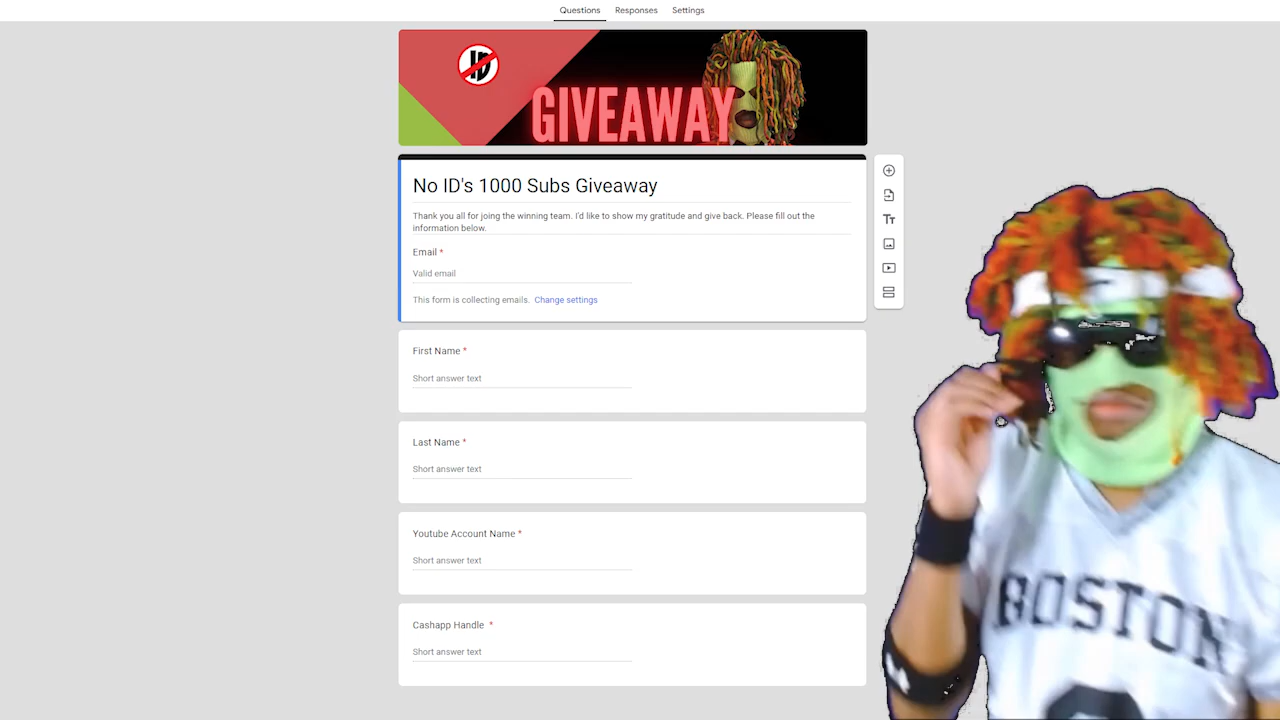 Questions Responses Settings
ID
GIVEAWAY
No ID's 1000 Subs Giveaway
Thank you all for joing the winning team. I'd like to show my gratitude and give back. Please fill out the
information below.
Email *
Valid email
This form is collecting emails. Change settings
First Name *
Short answer text
Last Name *
Short answer text
Youtube Account Name *
Short answer text
Cashapp Handle *
Short answer text
Tт
BOSTON